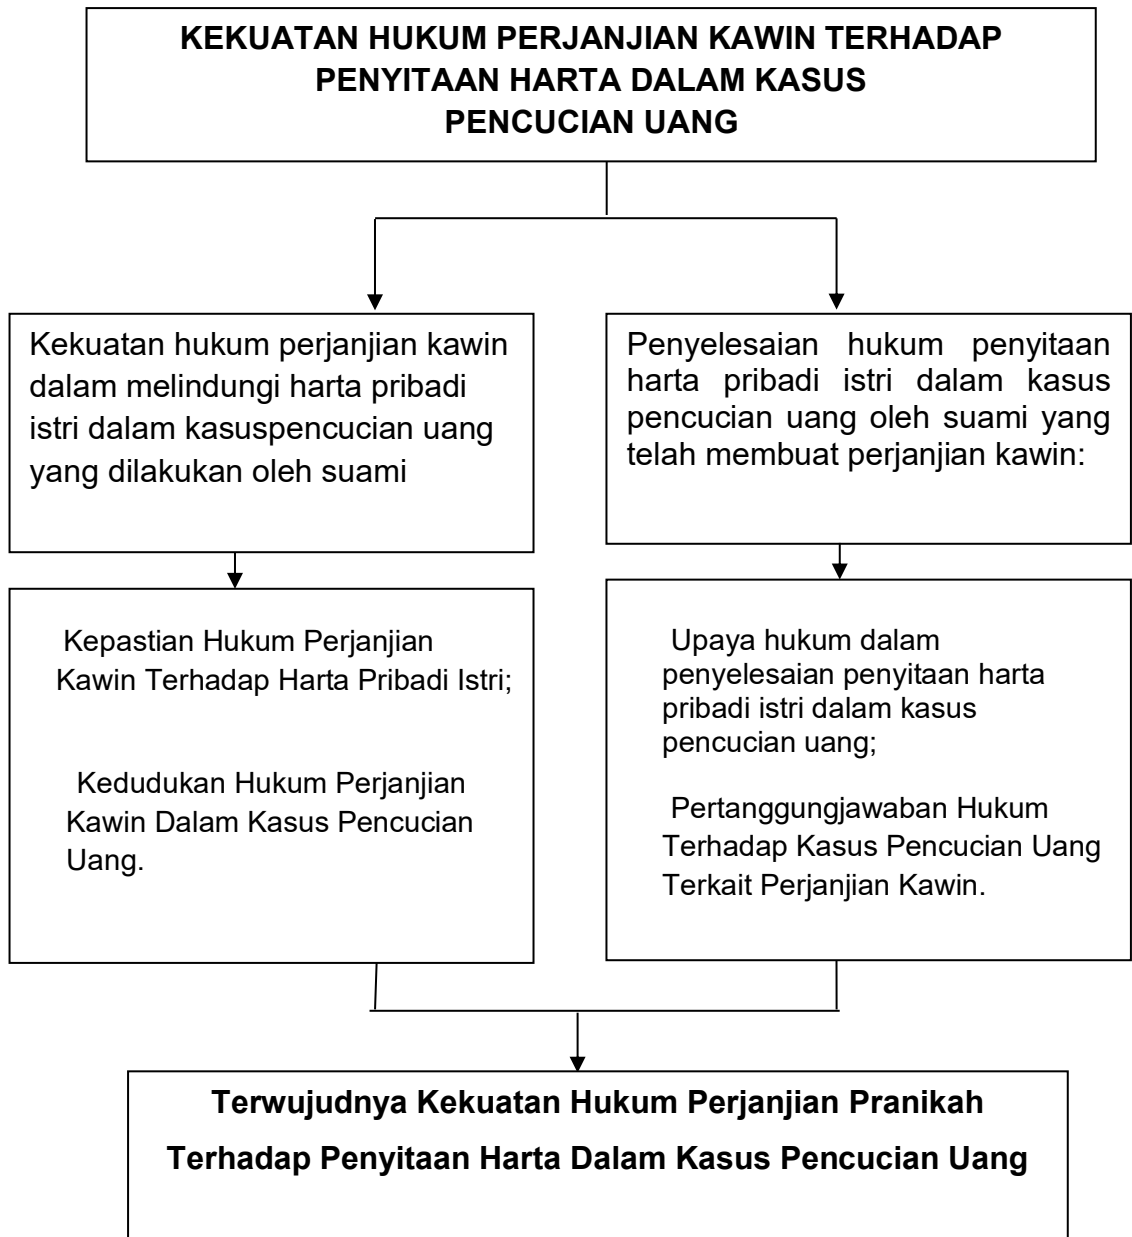 KEKUATAN HUKUM PERJANJIAN KAWIN TERHADAP
PENYITAAN HARTA DALAM KASUS
PENCUCIAN UANG
Kekuatan hukum perjanjian kawin
dalam melindungi harta pribadi
istri dalam kasuspencucian uang
yang dilakukan oleh suami
Penyelesaian hukum penyitaan
harta pribadi istri dalam kasus
pencucian uang oleh suami yang
telah membuat perjanjian kawin:
Kepastian Hukum Perjanjian
Kawin Terhadap Harta Pribadi Istri;
Kedudukan Hukum Perjanjian
Kawin Dalam Kasus Pencucian
Uang.
Upaya hukum dalam
penyelesaian penyitaan harta
pribadi istri dalam kasus
pencucian uang;
Pertanggungjawaban Hukum
Terhadap Kasus Pencucian Uang
Terkait Perjanjian Kawin.
Terwujudnya Kekuatan Hukum Perjanjian Pranikah
Terhadap Penyitaan Harta Dalam Kasus Pencucian Uang